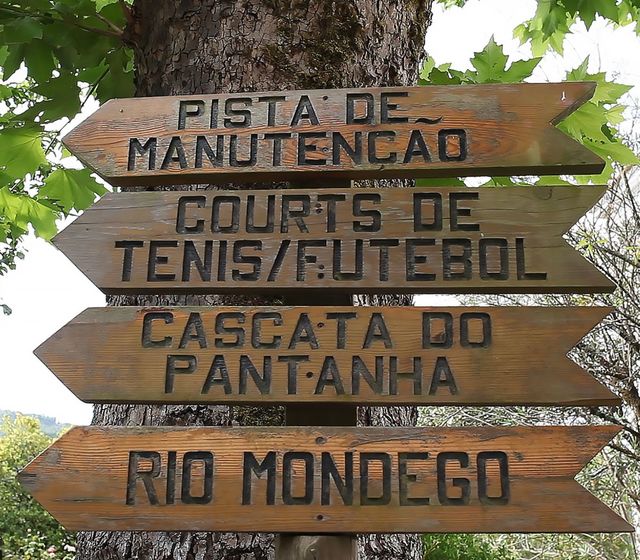 PISTA DE
MANUTENCÃO
COURTS DE
TENIS/FUTEBOL
CASCATA DO
PANTANHA
RIO MONDEGO